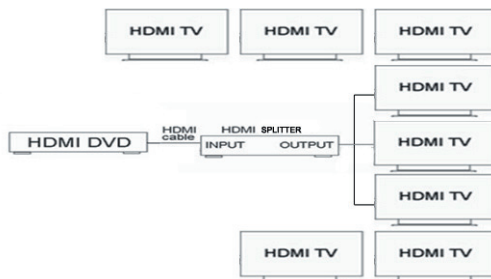 HDMI TV HDMI TV HDMI TV
HDMI TV
HDMI DVD HDMI cable HDMI SPLITTER INPUT OUTPUT HDMI TV
HDMI TV
HDMI TV HDMI TV